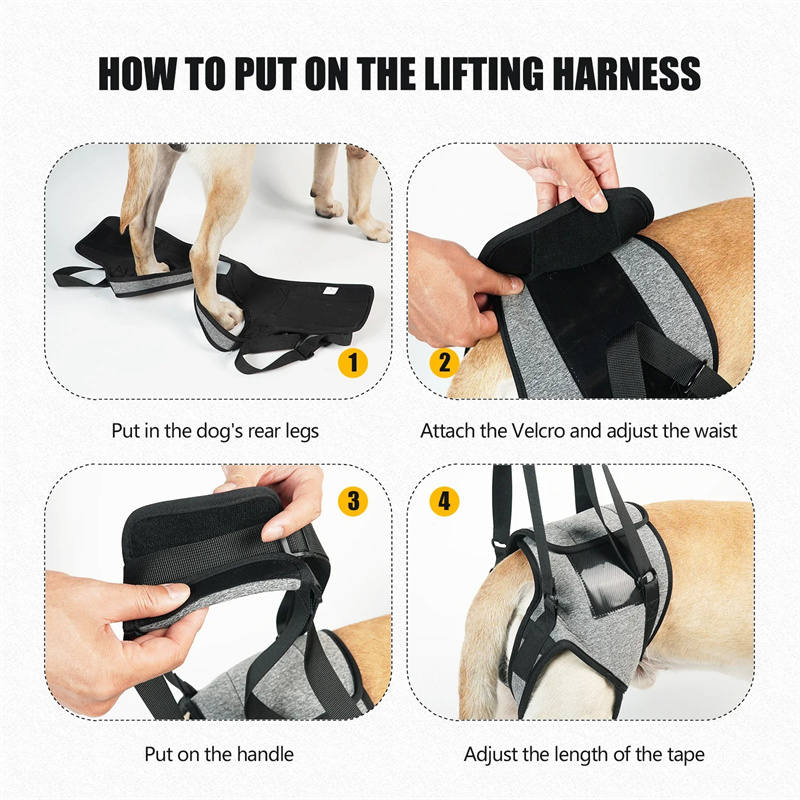 HOW TO PUT ON THE LIFTING HARNESS
1
2
Put in the dog's rear legs
Attach the Velcro and adjust the waist
3
4
Put on the handle
Adjust the length of the tape